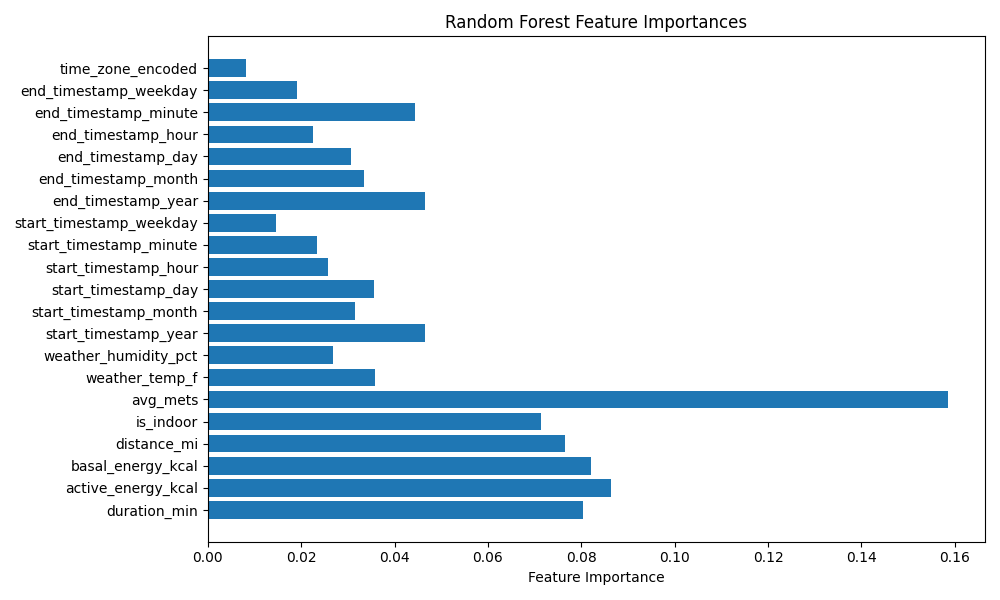 Random Forest Feature Importances
time_zone_encoded
end_timestamp_weekday
end_timestamp_minute
end_timestamp_hour
end_timestamp_day
end_timestamp_month
end_timestamp_year
start_timestamp_weekday
start_timestamp_minute
start_timestamp_hour
start_timestamp_day
start_timestamp_month
start_timestamp_year
weather_humidity_pct
weather_temp_f
avg_mets
is_indoor
distance_mi
basal_energy_kcal
active_energy_kcal
duration_min
0.00 0.02 0.04 0.06 0.08 0.10 0.12 0.14 0.16
Feature Importance